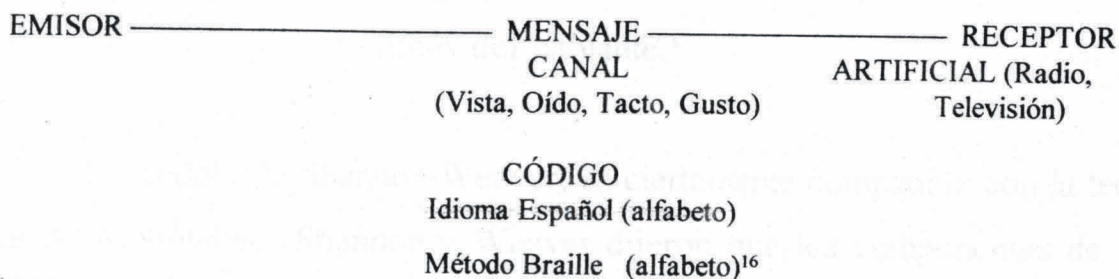 EMISOR ——— MENSAJE ——— RECEPTOR
CANAL ARTIFICIAL (Radio,
(Vista, Oído, Tacto, Gusto) Televisión)
CÓDIGO
Idioma Español (alfabeto)
Método Braille (alfabeto)16